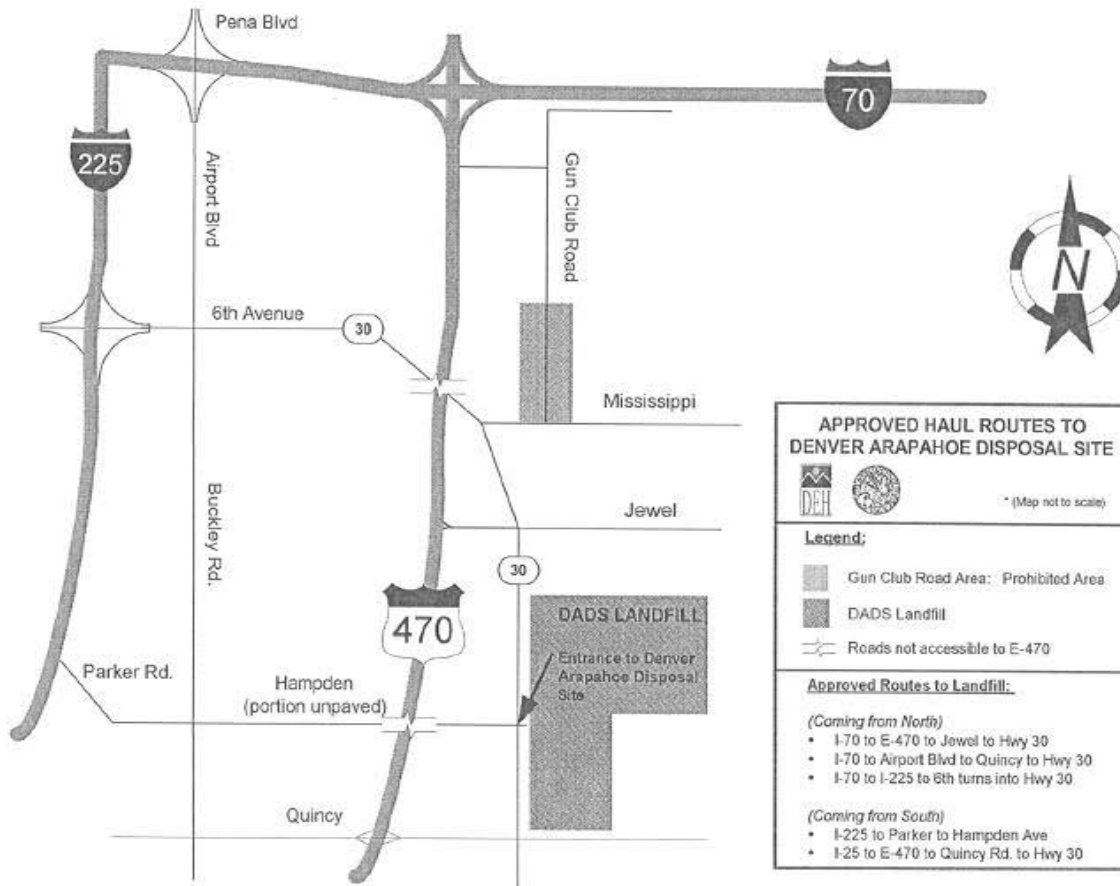 Pena Blvd
70
225
Airport Blvd
Gun Club Road
N
6th Avenue
30
Mississippi
Buckley Rd.
Jewel
30
470
DADS LANDFILL
Entrance to Denver
Arapahoe Disposal
Site
Parker Rd.
Hampden
(portion unpaved)
Quincy
APPROVED HAUL ROUTES TO
DENVER ARAPAHOE DISPOSAL SITE
DEH
* (Map not to scale)
Legend:
Gun Club Road Area: Prohibited Area
DADS Landfill
Roads not accessible to E-470
Approved Routes to Landfill:
(Coming from North)
• I-70 to E-470 to Jewel to Hwy 30
• I-70 to Airport Blvd to Quincy to Hwy 30
• I-70 to I-225 to 6th turns into Hwy 30
(Coming from South)
• I-225 to Parker to Hampden Ave
• I-25 to E-470 to Quincy Rd. to Hwy 30